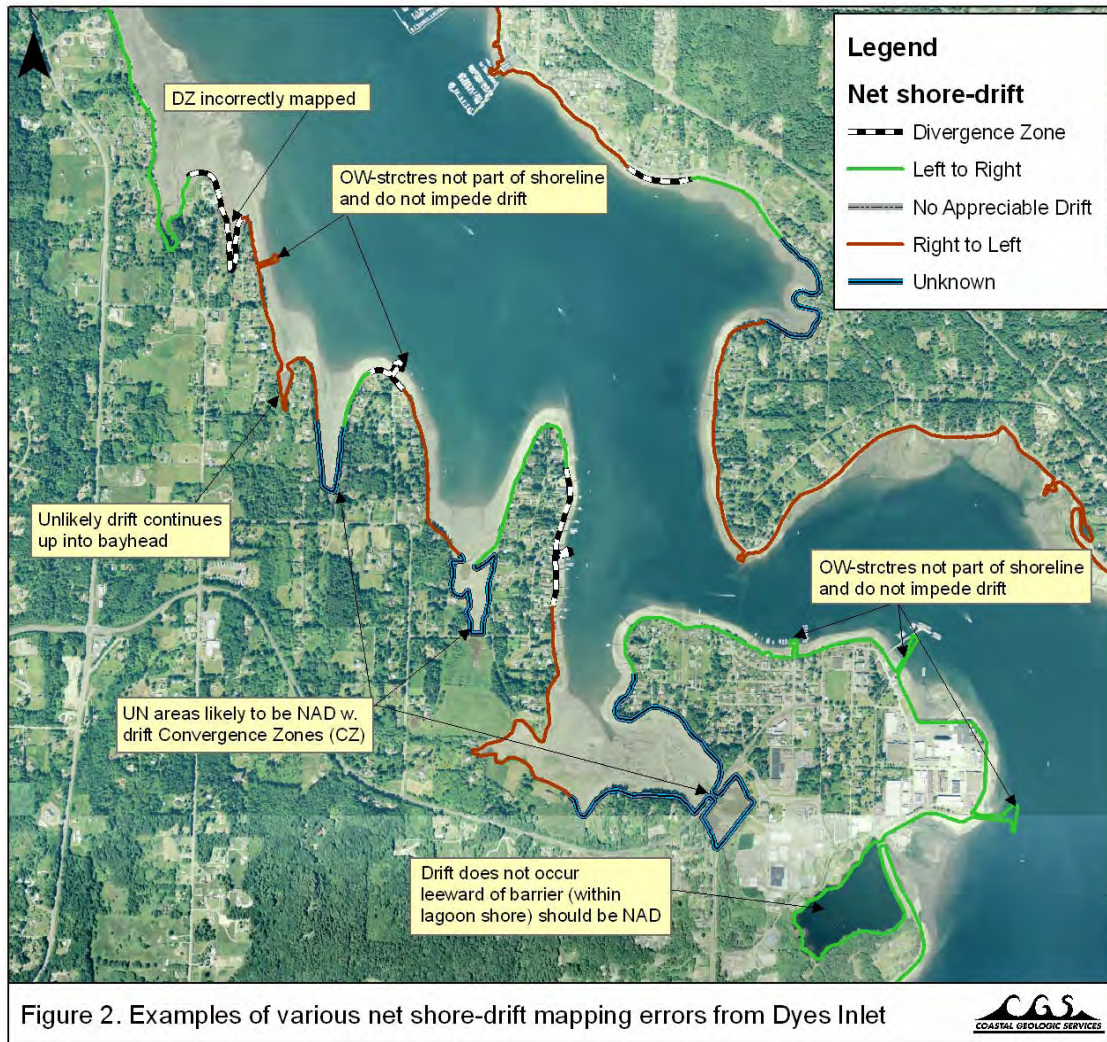 Legend
Net shore-drift
Divergence Zone
Left to Right
No Appreciable Drift
Right to Left
Unknown
DZ incorrectly mapped
OW-strctres not part of shoreline
and do not impede drift
Unlikely drift continues
up into bayhead
OW-strctres not part of shoreline
and do not impede drift
UN areas likely to be NAD w.
drift Convergence Zones (CZ)
Drift does not occur
leeward of barrier (within
lagoon shore) should be NAD
Figure 2. Examples of various net shore-drift mapping errors from Dyes Inlet
CGS
COASTAL GEOLOGIC SERVICES